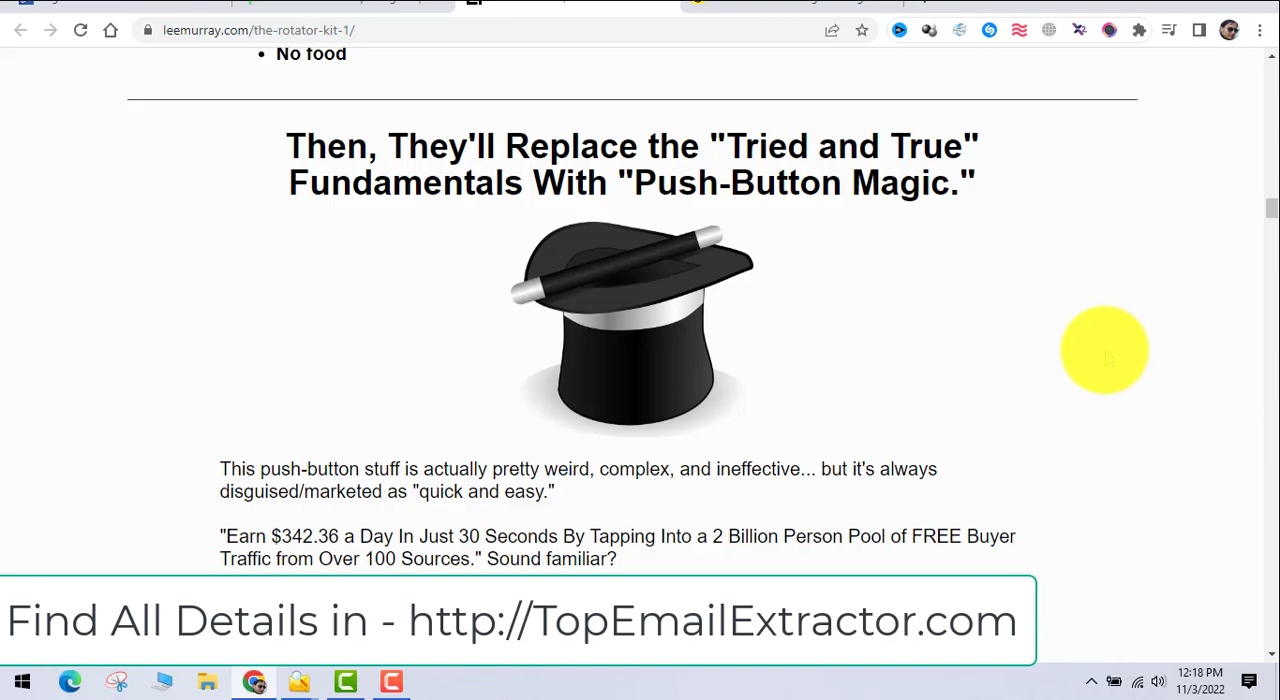 leemurray.com/the-rotator-kit-1/
• No food
Then, They'll Replace the "Tried and True"
Fundamentals With "Push-Button Magic."
This push-button stuff is actually pretty weird, complex, and ineffective... but it's always
disguised/marketed as "quick and easy."
"Earn $342.36 a Day In Just 30 Seconds By Tapping Into a 2 Billion Person Pool of FREE Buyer
Traffic from Over 100 Sources." Sound familiar?
Find All Details in - http://TopEmailExtractor.com
12:18 PM
11/3/2022